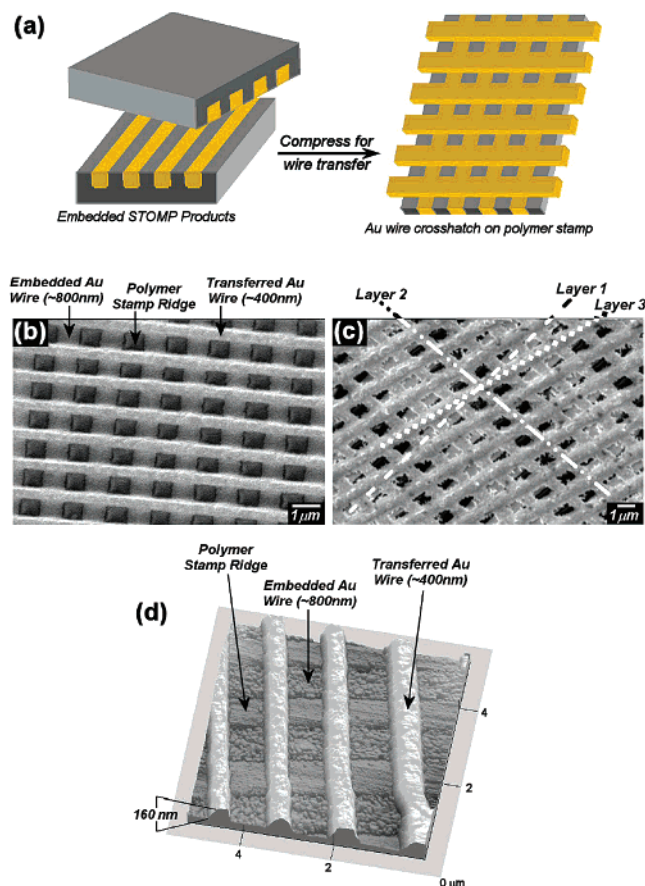 (a)
Compress for
wire transfer
Embedded STOMP Products
Au wire crosshatch on polymer stamp
Embedded Au
Wire (~800nm)
Polymer
Stamp Ridge
Transferred Au
Wire (~400nm)
(b)
1μm
Layer 2
Layer 1
Layer 3
(c)
1μm
(d)
Polymer
Stamp Ridge
Embedded Au
Wire (~800nm)
Transferred Au
Wire (~400nm)
160 nm
4
2
4
2
0 μm